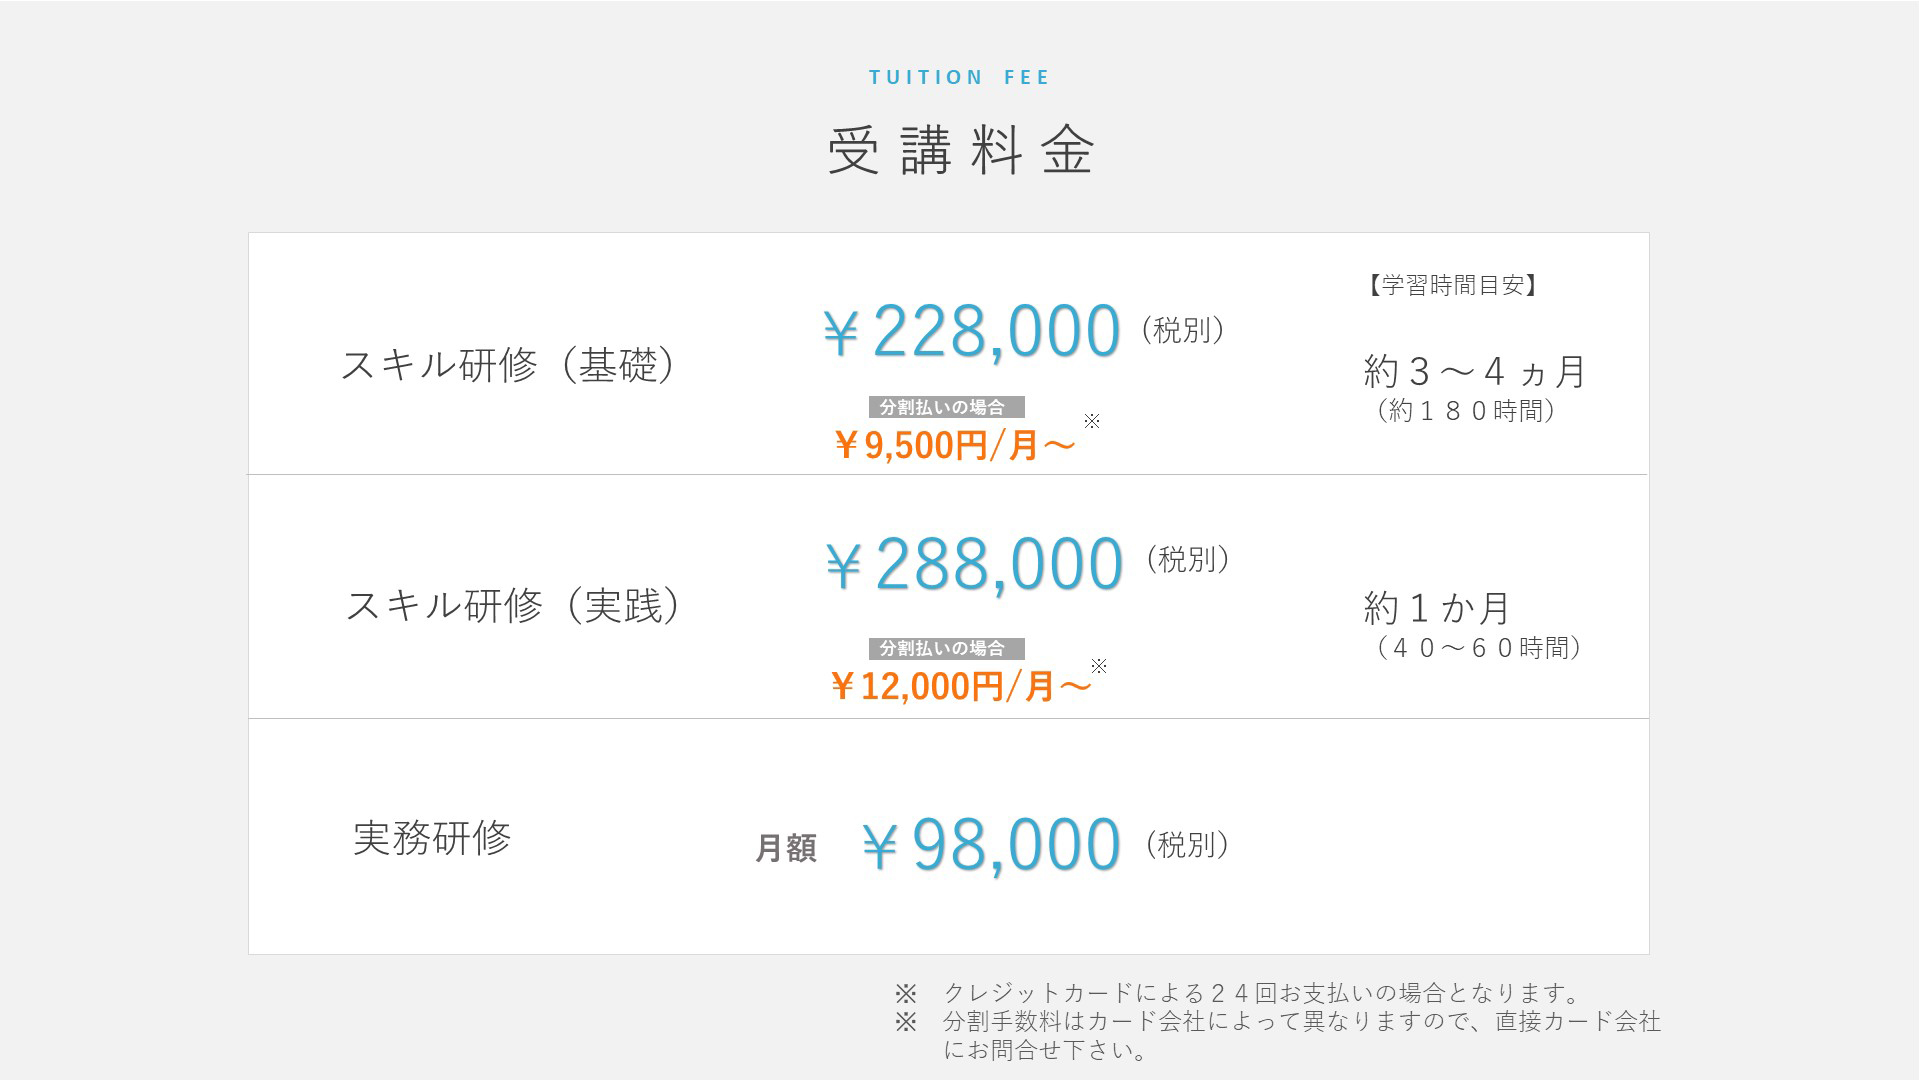 TUITION FEE
受講料金
【学習時間目安】
スキル研修（基礎）
￥228,000（税別）
分割払いの場合
￥9,500円/月～※
約３～４ヵ月
（約１８０時間）
スキル研修（実践）
￥288,000（税別）
分割払いの場合
￥12,000円/月～※
約１か月
（４０～６０時間）
実務研修
月額 ￥98,000（税別）
※　クレジットカードによる２４回お支払いの場合となります。
※　分割手数料はカード会社によって異なりますので、直接カード会社
にお問合せ下さい。